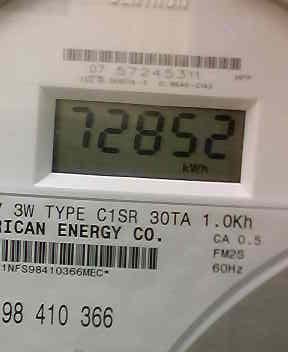 07 57245311
72852
kWh
3W TYPE C1SR 30TA 1.0Kh
RICAN ENERGY CO.
CA 0.5
FM2S
60Hz
1NFS98410366MEC*
98 410 366